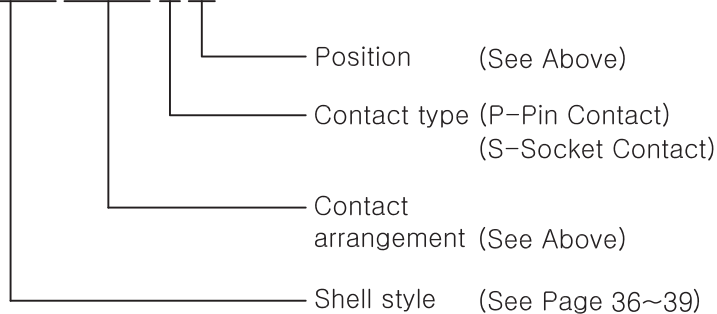 Position (See Above)
Contact type (P-Pin Contact)
(S-Socket Contact)
Contact
arrangement (See Above)
Shell style (See Page 36~39)